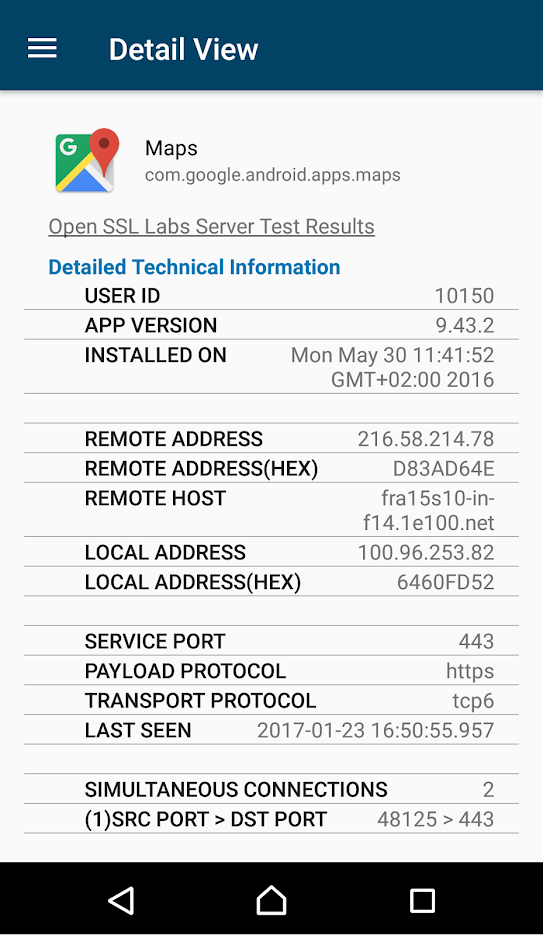 Detail View
G
Maps
com.google.android.apps.maps
Open SSL Labs Server Test Results
Detailed Technical Information
USER ID 10150
APP VERSION 9.43.2
INSTALLED ON Mon May 30 11:41:52
GMT+02:00 2016
REMOTE ADDRESS 216.58.214.78
REMOTE ADDRESS(HEX) D83AD64E
REMOTE HOST fra15s10-in-
f14.1e100.net
LOCAL ADDRESS 100.96.253.82
LOCAL ADDRESS(HEX) 6460FD52
SERVICE PORT 443
PAYLOAD PROTOCOL https
TRANSPORT PROTOCOL tcp6
LAST SEEN 2017-01-23 16:50:55.957
SIMULTANEOUS CONNECTIONS 2
(1)SRC PORT > DST PORT 48125 > 443